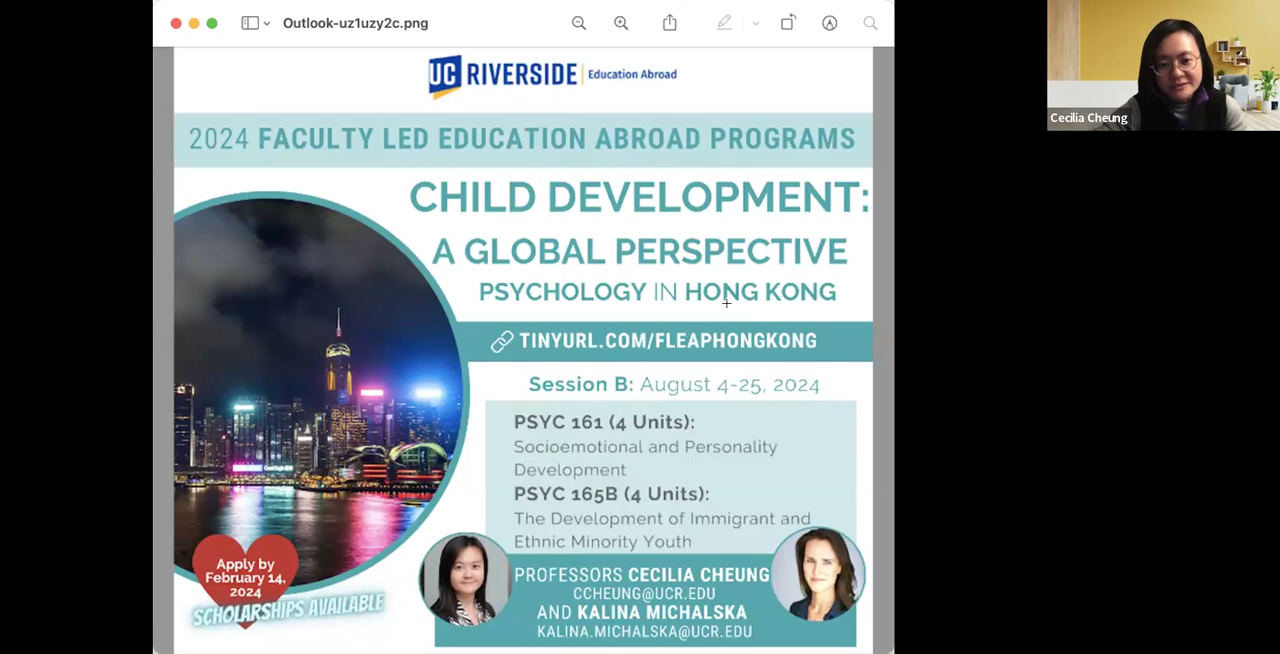 Outlook-uz1uzy2c.png
UC RIVERSIDE Education Abroad
Cecilia Cheung
2024 FACULTY LED EDUCATION ABROAD PROGRAMS
CHILD DEVELOPMENT:
A GLOBAL PERSPECTIVE
PSYCHOLOGY IN HONG KONG
TINYURL.COM/FLEAPHONGKONG
Session B: August 4-25, 2024
PSYC 161 (4 Units):
Socioemotional and Personality
Development
PSYC 165B (4 Units):
The Development of Immigrant and
Ethnic Minority Youth
Apply by
February 14,
2024
SCHOLARSHIPS AVAILABLE
PROFESSORS CECILIA CHEUNG
CCHEUNG@UCR.EDU
AND KALINA MICHALSKA
KALINA.MICHALSKA@UCR.EDU